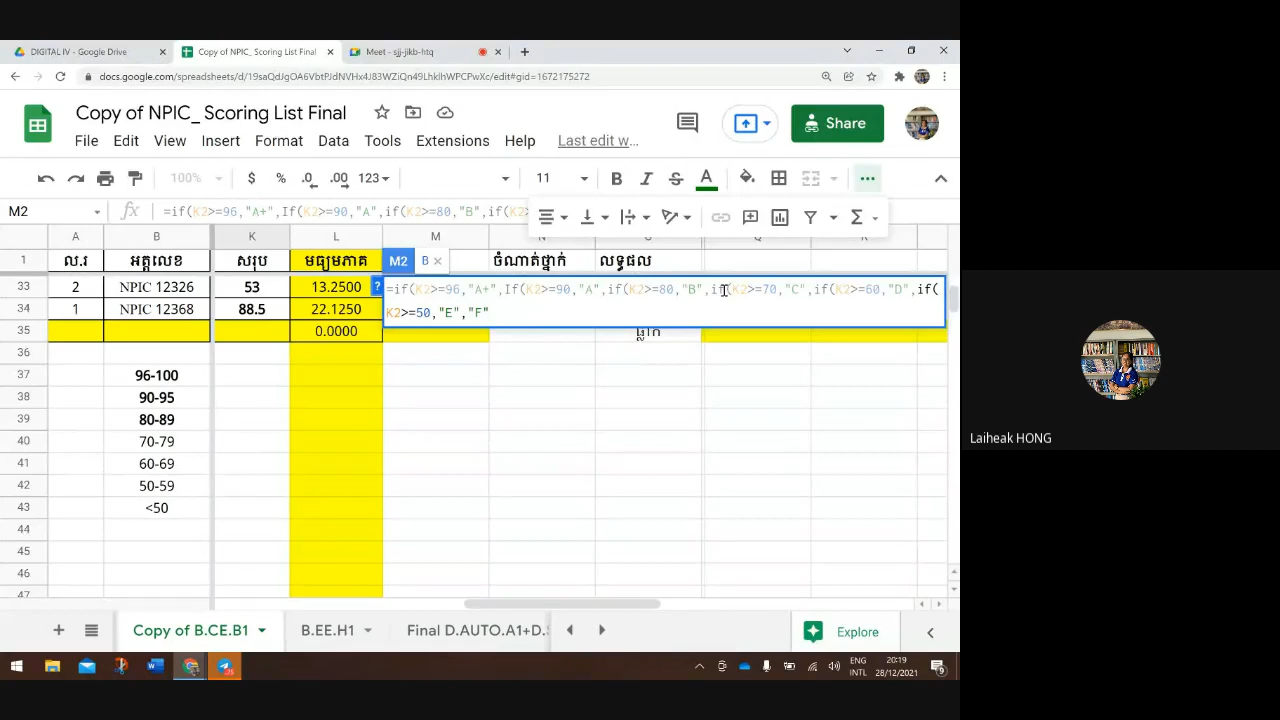 DIGITAL IV - Google Drive
Copy of NPIC_ Scoring List Final
Meet - sjj-jikb-htq
docs.google.com/spreadsheets/d/19saQdJgOA6VbtPJdNVHx4J83WZiQn49LhkIhWPCPwXc/edit#gid=1672175272
Copy of NPIC_ Scoring List Final
Share
File Edit View Insert Format Data Tools Extensions Help Last edit w...
100% $ % .0 .00 123 11 B I S A
M2 fx =if(K2>=96,"A+",If(K2>=90,"A",if(K2>=80,"B",if(K2
A B K L M
1 ល.រ អត្តលេខ សរុប មធ្យមភាគ M2 B ចំណាត់ថ្នាក់ លទ្ធផល
33 2 NPIC 12326 53 13.2500 ? =if(K2>=96,"A+",If(K2>=90,"A",if(K2>=80,"B",if(K2>=70,"C",if(K2>=60,"D",if(
34 1 NPIC 12368 88.5 22.1250 K2>=50,"E","F"
35 0.0000
36
37 96-100
38 90-95
39 80-89
40 70-79
41 60-69
42 50-59
43 <50
44
45
46
47
Copy of B.CE.B1 B.EE.H1 Final D.AUTO.A1+D. Explore
ENG
INTL
20:19
28/12/2021
Laiheak HONG